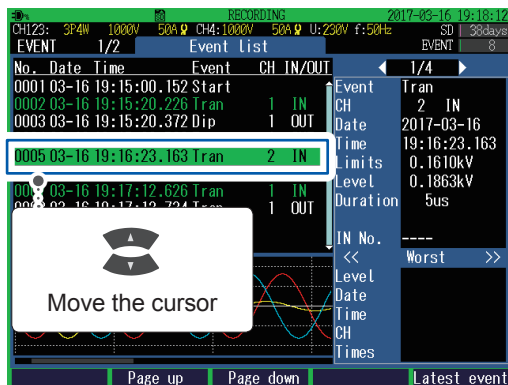 RECORDING 2017-03-16 19:18:12
CH123: 3P4W 1000V 50A CH4:1000V 50A U:230V f:50Hz SD 38days
EVENT 1/2 Event List EVENT 8
No. Date Time Event CH IN/OUT
0001 03-16 19:15:00.152 Start
0002 03-16 19:15:20.226 Tran 1 IN
0003 03-16 19:15:20.372 Dip 1 OUT
0005 03-16 19:16:23.163 Tran 2 IN
03-16 19:17:12.626 Tran 1 IN
1 OUT
Move the cursor
1/4
Event Tran
CH 2 IN
Date 2017-03-16
Time 19:16:23.163
Limits 0.1610kV
Level 0.1863kV
Duration 5us
IN No. ----
<< Worst >>
Level
Date
Time
CH
Times
Page up Page down Latest event